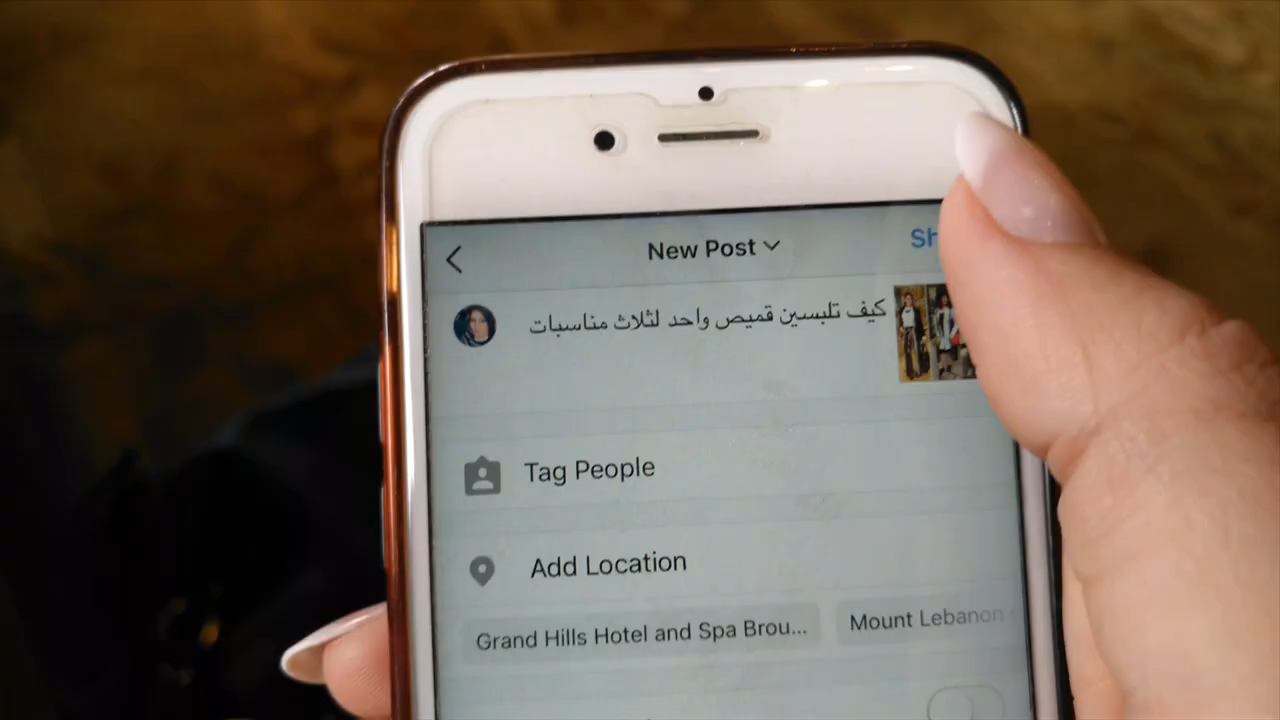 New Post
Sh
كيف تلبسين قميص واحد لثلاث مناسبات
Tag People
Add Location
Grand Hills Hotel and Spa Brou...
Mount Lebanon